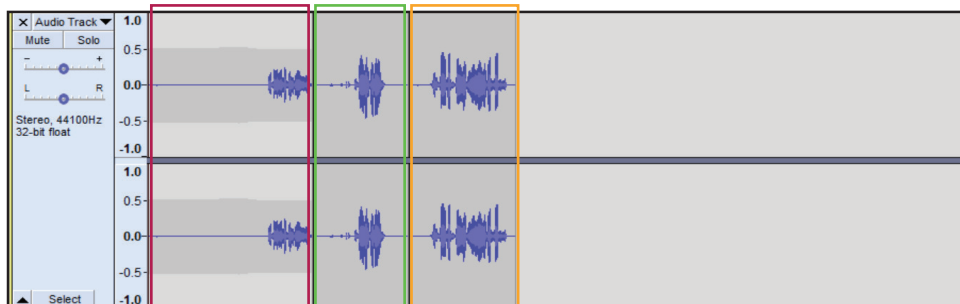 × Audio Track ▼
Mute Solo
- +
L R
Stereo, 44100Hz
32-bit float
Select
1.0
0.5-
0.0-
-0.5-
-1.0
1.0
0.5-
0.0-
-0.5-
-1.0